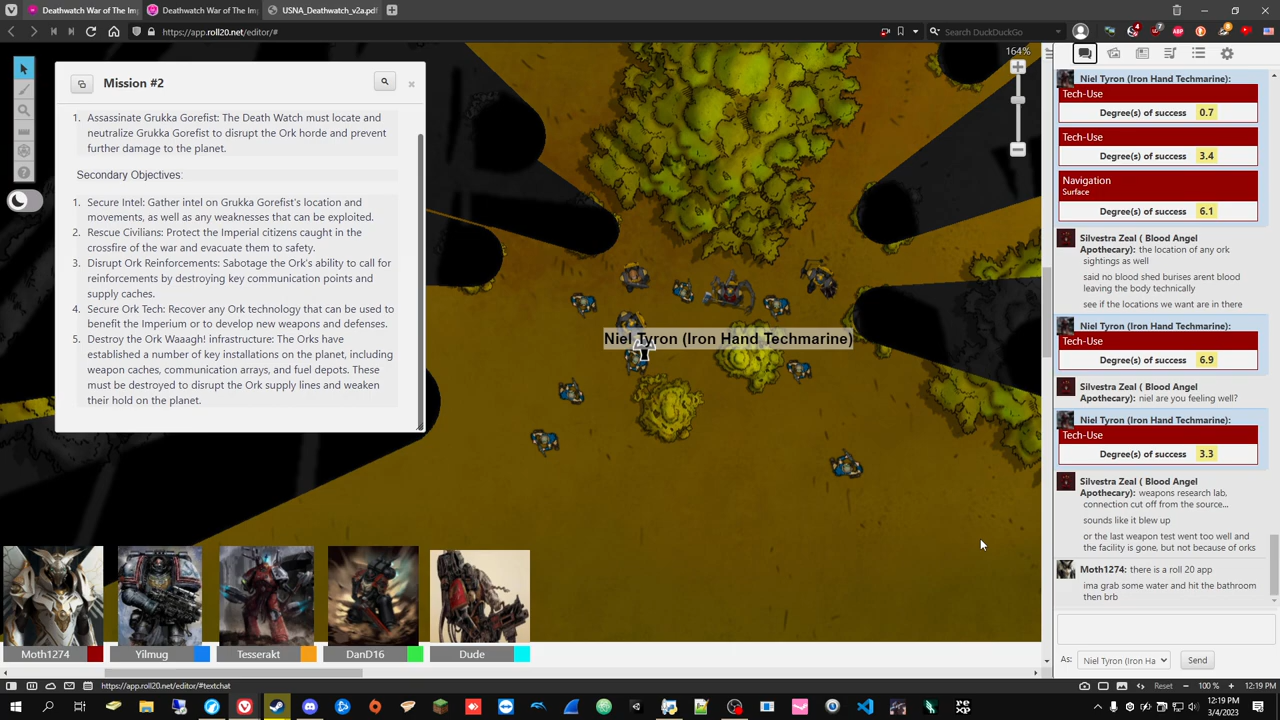 Deathwatch War of The Im
Deathwatch War of The Im
USNA_Deathwatch_v2a.pd
https://app.roll20.net/editor/#
Search DuckDuckGo
4
7
8
164%
Mission #2
1. Assassinate Grukka Gorefist: The Death Watch must locate and
neutralize Grukka Gorefist to disrupt the Ork horde and prevent
further damage to the planet.
Secondary Objectives:
1. Secure Intel: Gather intel on Grukka Gorefist's location and
movements, as well as any weaknesses that can be exploited.
2. Rescue Civilians: Protect the Imperial citizens caught in the
crossfire of the war and evacuate them to safety.
3. Disrupt Ork Reinforcements: Sabotage the Ork's ability to call for
reinforcements by destroying key communication points and
supply caches.
4. Secure Ork Tech: Recover any Ork technology that can be used to
benefit the Imperium or to develop new weapons and defenses.
5. Destroy the Ork Waaagh! infrastructure: The Orks have
established a number of key installations on the planet, including
weapon caches, communication arrays, and fuel depots. These
must be destroyed to disrupt the Ork supply lines and weaken
their hold on the planet.
Niel Tyron (Iron Hand Techmarine)
Moth1274
Yilmug
Tesserakt
DanD16
Dude
Niel Tyron (Iron Hand Techmarine):
Tech-Use
Degree(s) of success 0.7
Tech-Use
Degree(s) of success 3.4
Navigation
Surface
Degree(s) of success 6.1
Silvestra Zeal ( Blood Angel
Apothecary): the location of any ork
sightings as well
said no blood shed burises arent blood
leaving the body technically
see if the locations we want are in there
Niel Tyron (Iron Hand Techmarine):
Tech-Use
Degree(s) of success 6.9
Silvestra Zeal ( Blood Angel
Apothecary): niel are you feeling well?
Niel Tyron (Iron Hand Techmarine):
Tech-Use
Degree(s) of success 3.3
Silvestra Zeal ( Blood Angel
Apothecary): weapons research lab,
connection cut off from the source...
sounds like it blew up
or the last weapon test went too well and
the facility is gone, but not because of orks
Moth1274: there is a roll 20 app
ima grab some water and hit the bathroom
then brb
As: Niel Tyron (Iron Ha
Send
https://app.roll20.net/editor/#textchat
Reset
100 %
12:19 PM
12:19 PM
3/4/2023